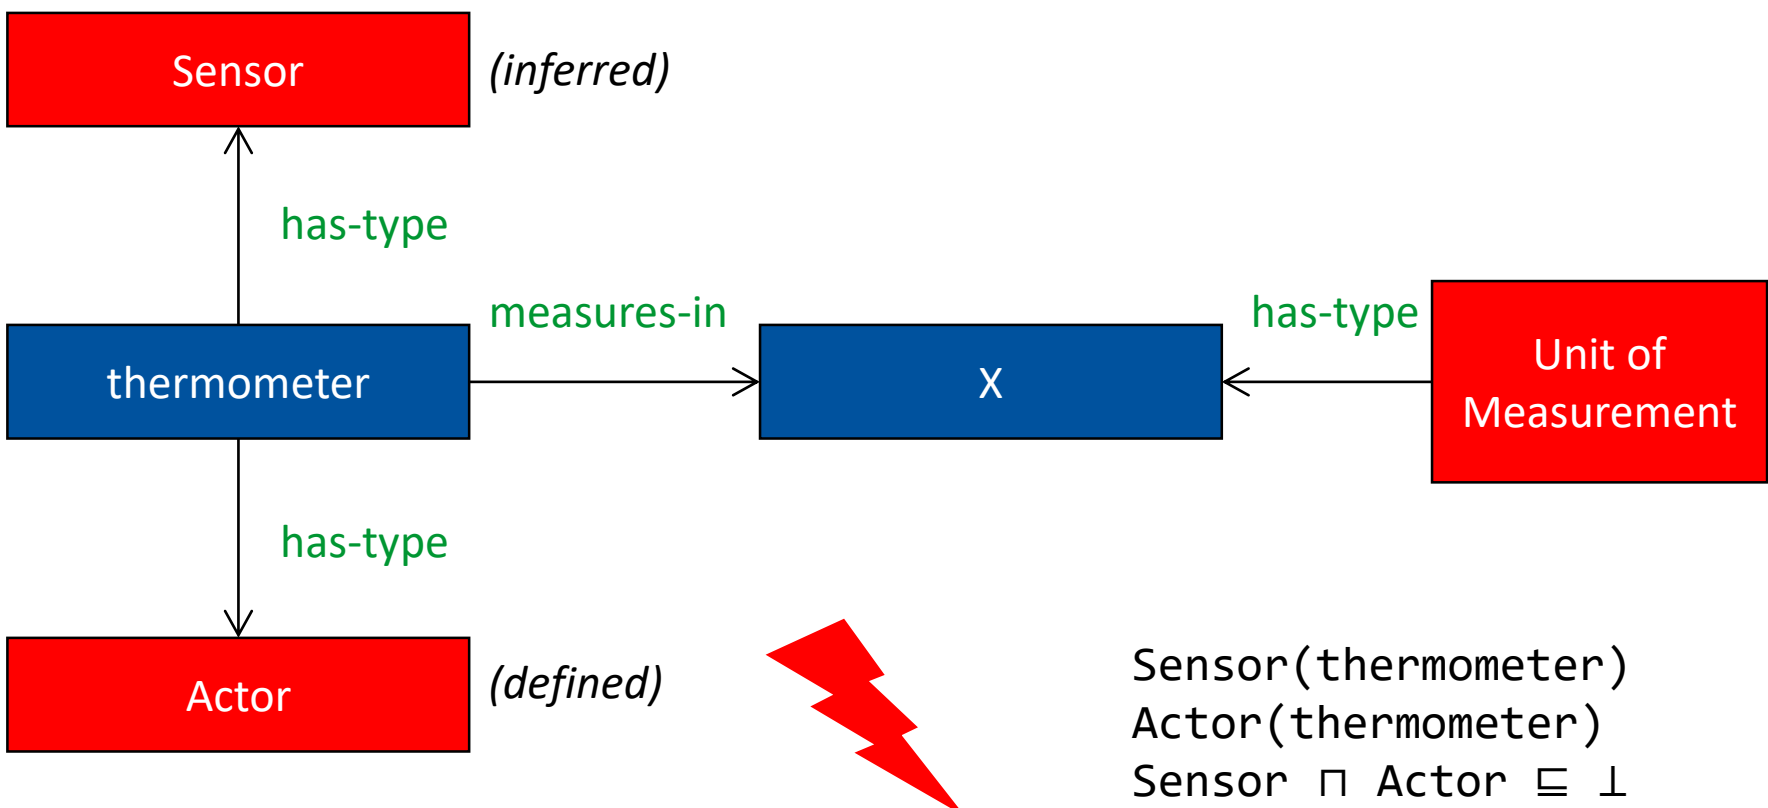 Sensor
(inferred)
has-type
measures-in
has-type
thermometer
X
Unit of
Measurement
has-type
Actor
(defined)
Sensor(thermometer)
Actor(thermometer)
Sensor ⊓ Actor ⊑ ⊥